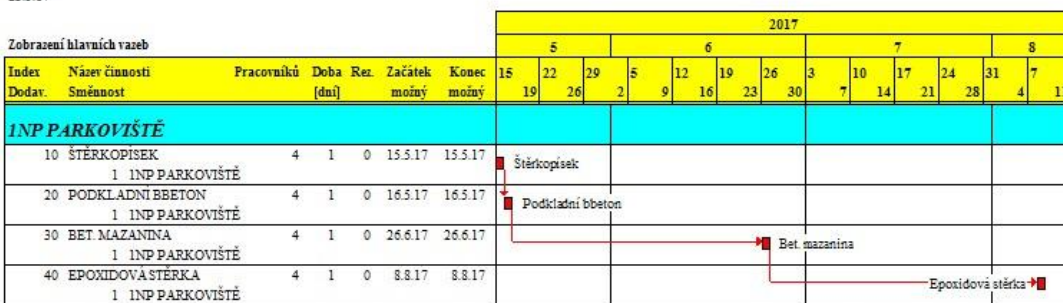 2017
Zobrazení hlavních vazeb 5 6 7 8
Index Název činnosti Pracovníků Doba Rez. Začátek Konec 15 22 29 5 12 19 26 3 10 17 24 31 7
Dodav. Směnnost [dní] možný možný 19 26 2 9 16 23 30 7 14 21 28 4
1NP PARKOVIŠTĚ
10 ŠTĚRKOPÍSEK 4 1 0 15.5.17 15.5.17 Štěrkopísek
1 1NP PARKOVIŠTĚ
20 PODKLADNÍ BBETON 4 1 0 16.5.17 16.5.17 Podkladní bbeton
1 1NP PARKOVIŠTĚ
30 BET. MAZANINA 4 1 0 26.6.17 26.6.17 Bet. mazanina
1 1NP PARKOVIŠTĚ
40 EPOXIDOVÁ STĚRKA 4 1 0 8.8.17 8.8.17 Epoxidová stěrka
1 1NP PARKOVIŠTĚ